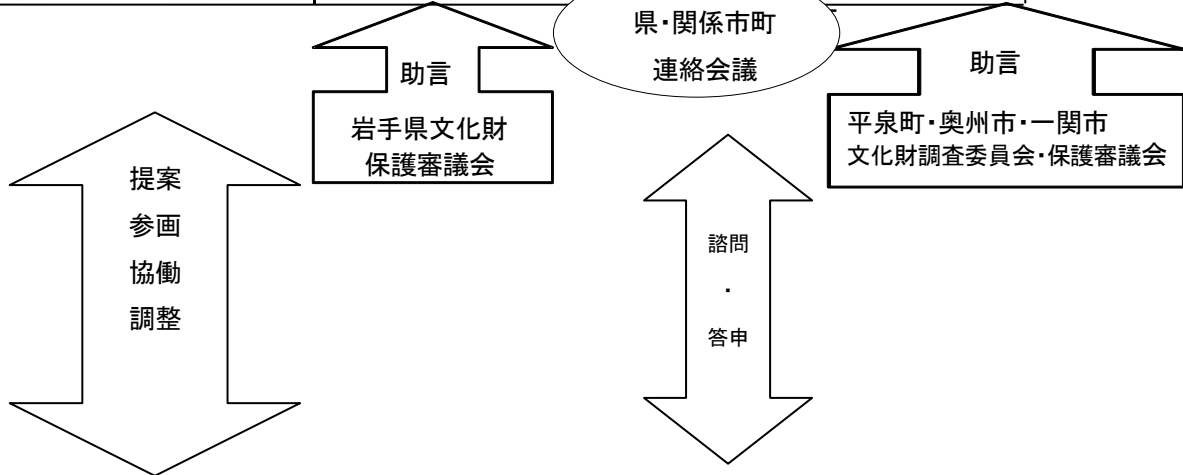 県・関係市町
連絡会議
助言
岩手県文化財
保護審議会
助言
平泉町・奥州市・一関市
文化財調査委員会・保護審議会
提案
参画
協働
調整
諮問
・
答申